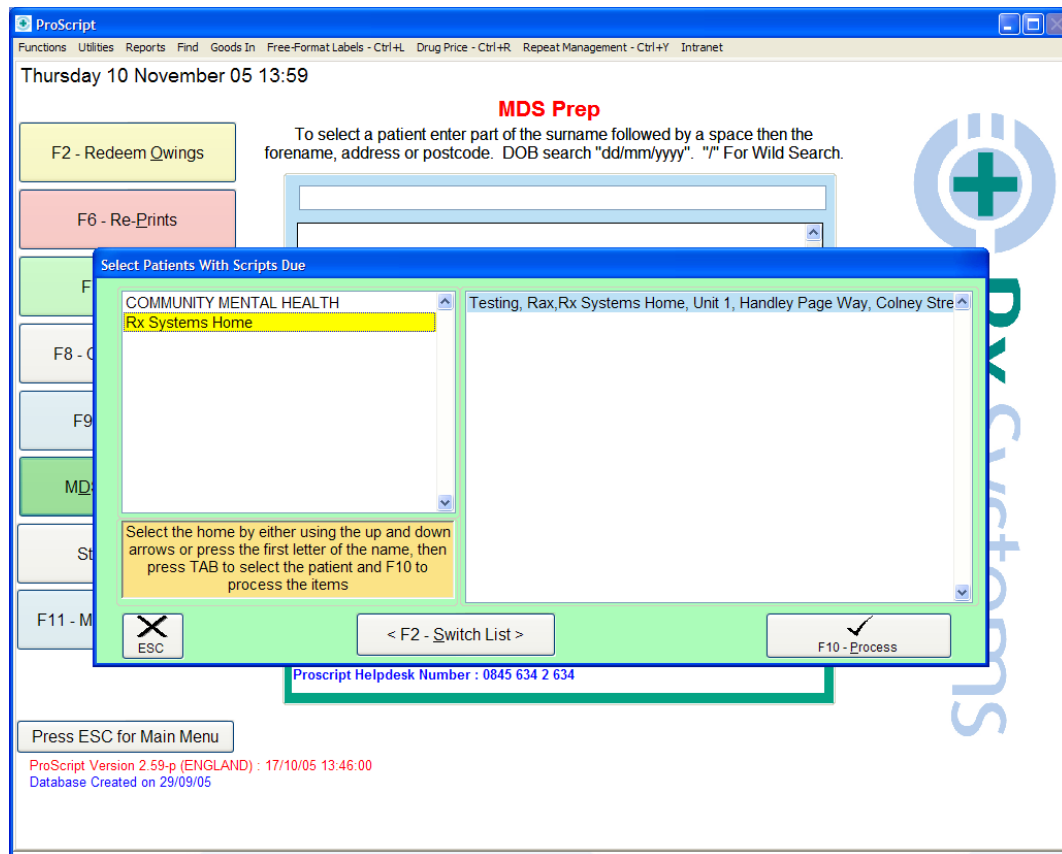 ProScript
Functions Utilities Reports Find Goods In Free-Format Labels - Ctrl+L Drug Price - Ctrl+R Repeat Management - Ctrl+Y Intranet
Thursday 10 November 05 13:59
MDS Prep
To select a patient enter part of the surname followed by a space then the
forename, address or postcode. DOB search "dd/mm/yyyy". "/" For Wild Search.
F2 - Redeem Owings
F6 - Re-Prints
Select Patients With Scripts Due
F
COMMUNITY MENTAL HEALTH
Rx Systems Home
Testing, Rax,Rx Systems Home, Unit 1, Handley Page Way, Colney Stre
F8 -
F9
MD
St
F11 - M
Select the home by either using the up and down
arrows or press the first letter of the name, then
press TAB to select the patient and F10 to
process the items
ESC
< F2 - Switch List >
F10 - Process
Proscript Helpdesk Number : 0845 634 2 634
Press ESC for Main Menu
ProScript Version 2.59-p (ENGLAND) : 17/10/05 13:46:00
Database Created on 29/09/05